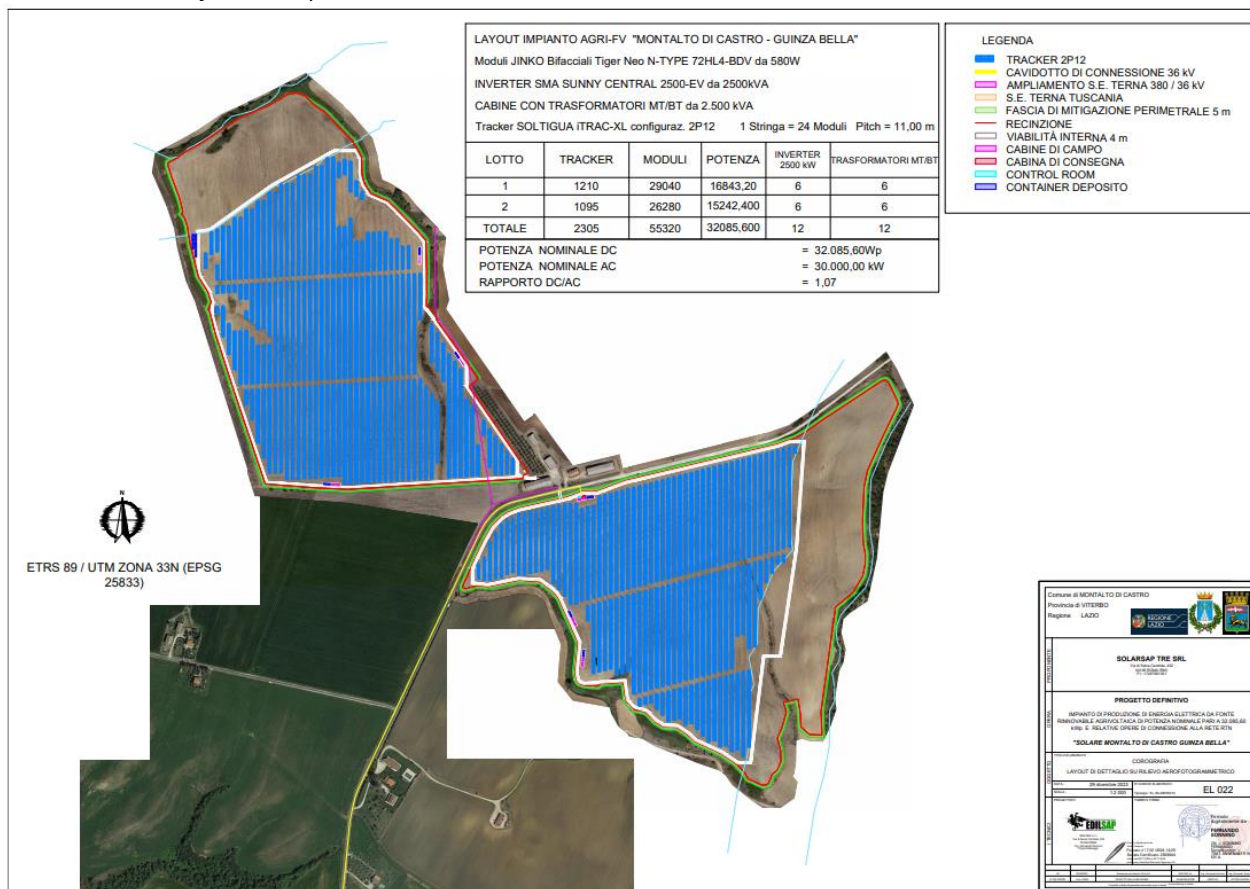 LAYOUT IMPIANTO AGRI-FV "MONTALTO DI CASTRO - GUINZA BELLA"
Moduli JINKO Bifacciali Tiger Neo N-TYPE 72HL4-BDV da 580W
INVERTER SMA SUNNY CENTRAL 2500-EV da 2500kVA
CABINE CON TRASFORMATORI MT/BT da 2.500 kVA
Tracker SOLTIGUA iTRAC-XL configuraz. 2P12 1 Stringa = 24 Moduli Pitch = 11,00 m
LOTTO TRACKER MODULI POTENZA INVERTER 2500 kW TRASFORMATORI MT/BT
1 1210 29040 16843,20 6 6
2 1095 26280 15242,400 6 6
TOTALE 2305 55320 32085,600 12 12
POTENZA NOMINALE DC = 32.085,60Wp
POTENZA NOMINALE AC = 30.000,00 kW
RAPPORTO DC/AC = 1,07
LEGENDA
TRACKER 2P12
CAVIDOTTO DI CONNESSIONE 36 kV
AMPLIAMENTO S.E. TERNA 380 / 36 kV
S.E. TERNA TUSCANIA
FASCIA DI MITIGAZIONE PERIMETRALE 5 m
RECINZIONE
VIABILITÀ INTERNA 4 m
CABINE DI CAMPO
CABINA DI CONSEGNA
CONTROL ROOM
CONTAINER DEPOSITO
N
ETRS 89 / UTM ZONA 33N (EPSG
25833)
Comune di MONTALTO DI CASTRO
Provincia di VITERBO
Regione LAZIO
REGIONE
LAZIO
SOLARSAP TRE SRL
PROGETTO DEFINITIVO
IMPIANTO DI PRODUZIONE DI ENERGIA ELETTRICA DA FONTE
RINNOVABILE AGRIVOLTAICA DI POTENZA NOMINALE PARI A 32.085,60
kWp. E. RELATIVE OPERE DI CONNESSIONE ALLA RETE RTN
"SOLARE MONTALTO DI CASTRO GUINZA BELLA"
COROGRAFIA
LAYOUT DI DETTAGLIO SU RILIEVO AEROFOTOGRAMMETRICO
EL 022
EDILSAP